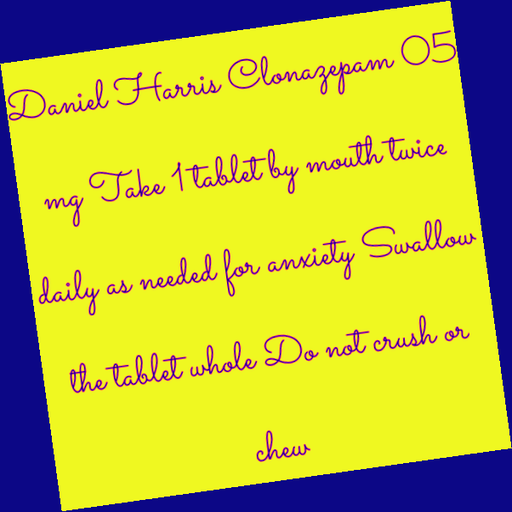 Daniel Harris Clonazepam 05
mg Take 1 tablet by mouth twice
daily as needed for anxiety Swallow
the tablet whole Do not crush or
chew